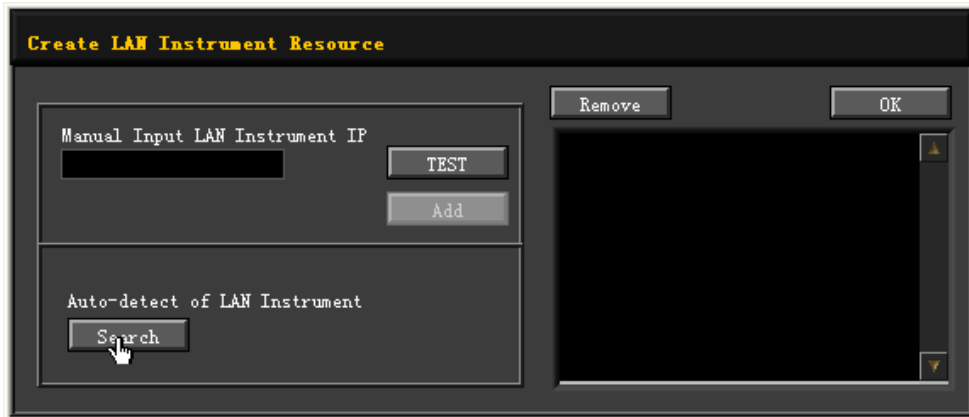 Create LAN Instrument Resource
Remove
OK
Manual Input LAN Instrument IP
TEST
Add
Auto-detect of LAN Instrument
Search